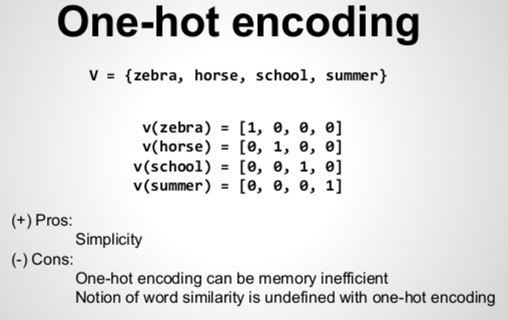 One-hot encoding
V = {zebra, horse, school, summer}
v(zebra) = [1, 0, 0, 0]
v(horse) = [0, 1, 0, 0]
v(school) = [0, 0, 1, 0]
v(summer) = [0, 0, 0, 1]
(+) Pros:
Simplicity
(-) Cons:
One-hot encoding can be memory inefficient
Notion of word similarity is undefined with one-hot encoding